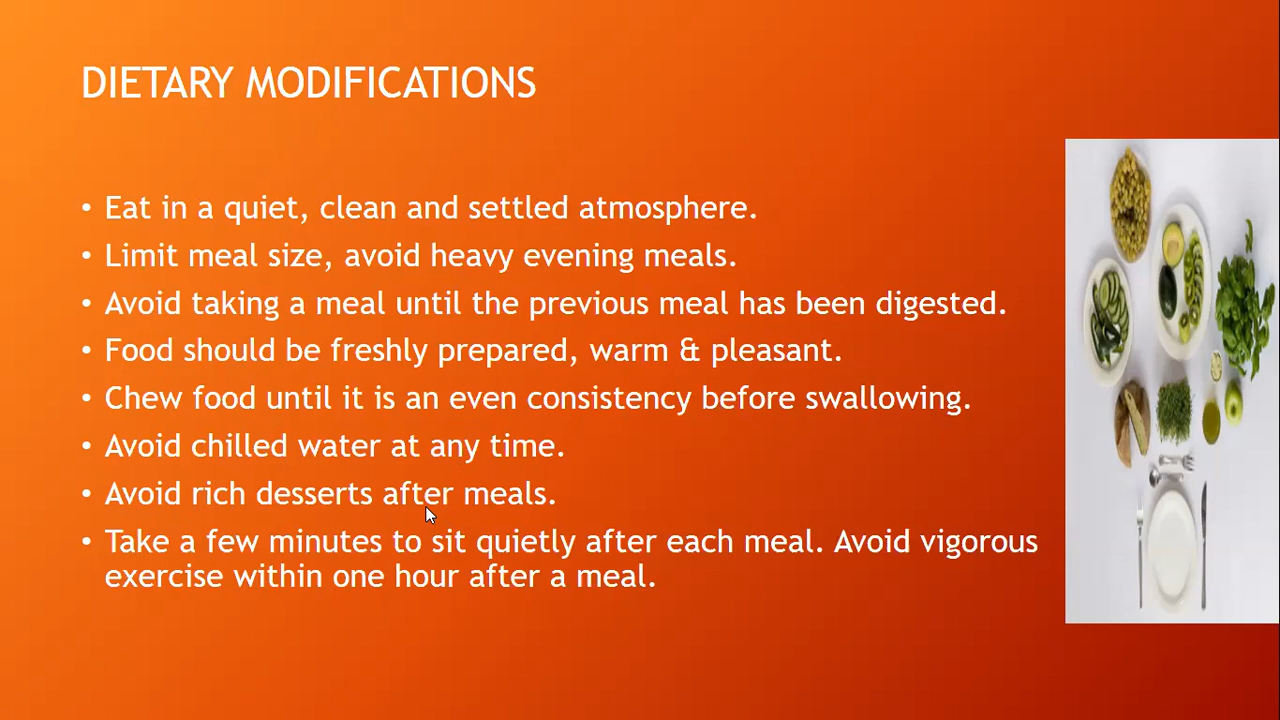 DIETARY MODIFICATIONS
• Eat in a quiet, clean and settled atmosphere.
• Limit meal size, avoid heavy evening meals.
• Avoid taking a meal until the previous meal has been digested.
• Food should be freshly prepared, warm & pleasant.
• Chew food until it is an even consistency before swallowing.
• Avoid chilled water at any time.
• Avoid rich desserts after meals.
• Take a few minutes to sit quietly after each meal. Avoid vigorous
exercise within one hour after a meal.